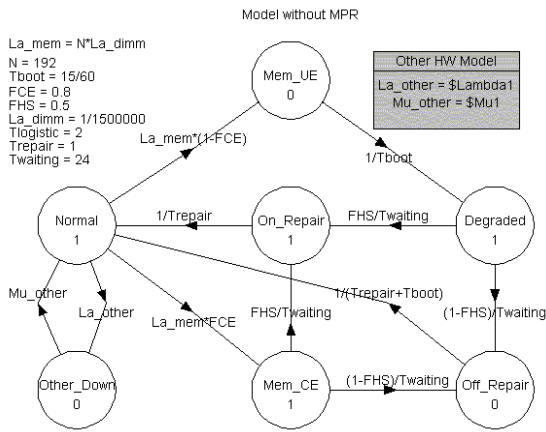 Model without MPR
La_mem = N*La_dimm
N = 192
Tboot = 15/60
FCE = 0.8
FHS = 0.5
La_dimm = 1/1500000
Tlogistic = 2
Trepair = 1
Twaiting = 24
Mem_UE
0
Other HW Model
La_other = $Lambda1
Mu_other = $Mu1
La_mem*(1-FCE)
1/Tboot
Normal
1
1/Trepair
On_Repair
1
FHS/Twaiting
Degraded
1
Mu_other
La_other
La_mem*FCE
FHS/Twaiting
1/(Trepair+Tboot)
(1-FHS)/Twaiting
Other_Down
0
Mem_CE
1
(1-FHS)/Twaiting
Off_Repair
0